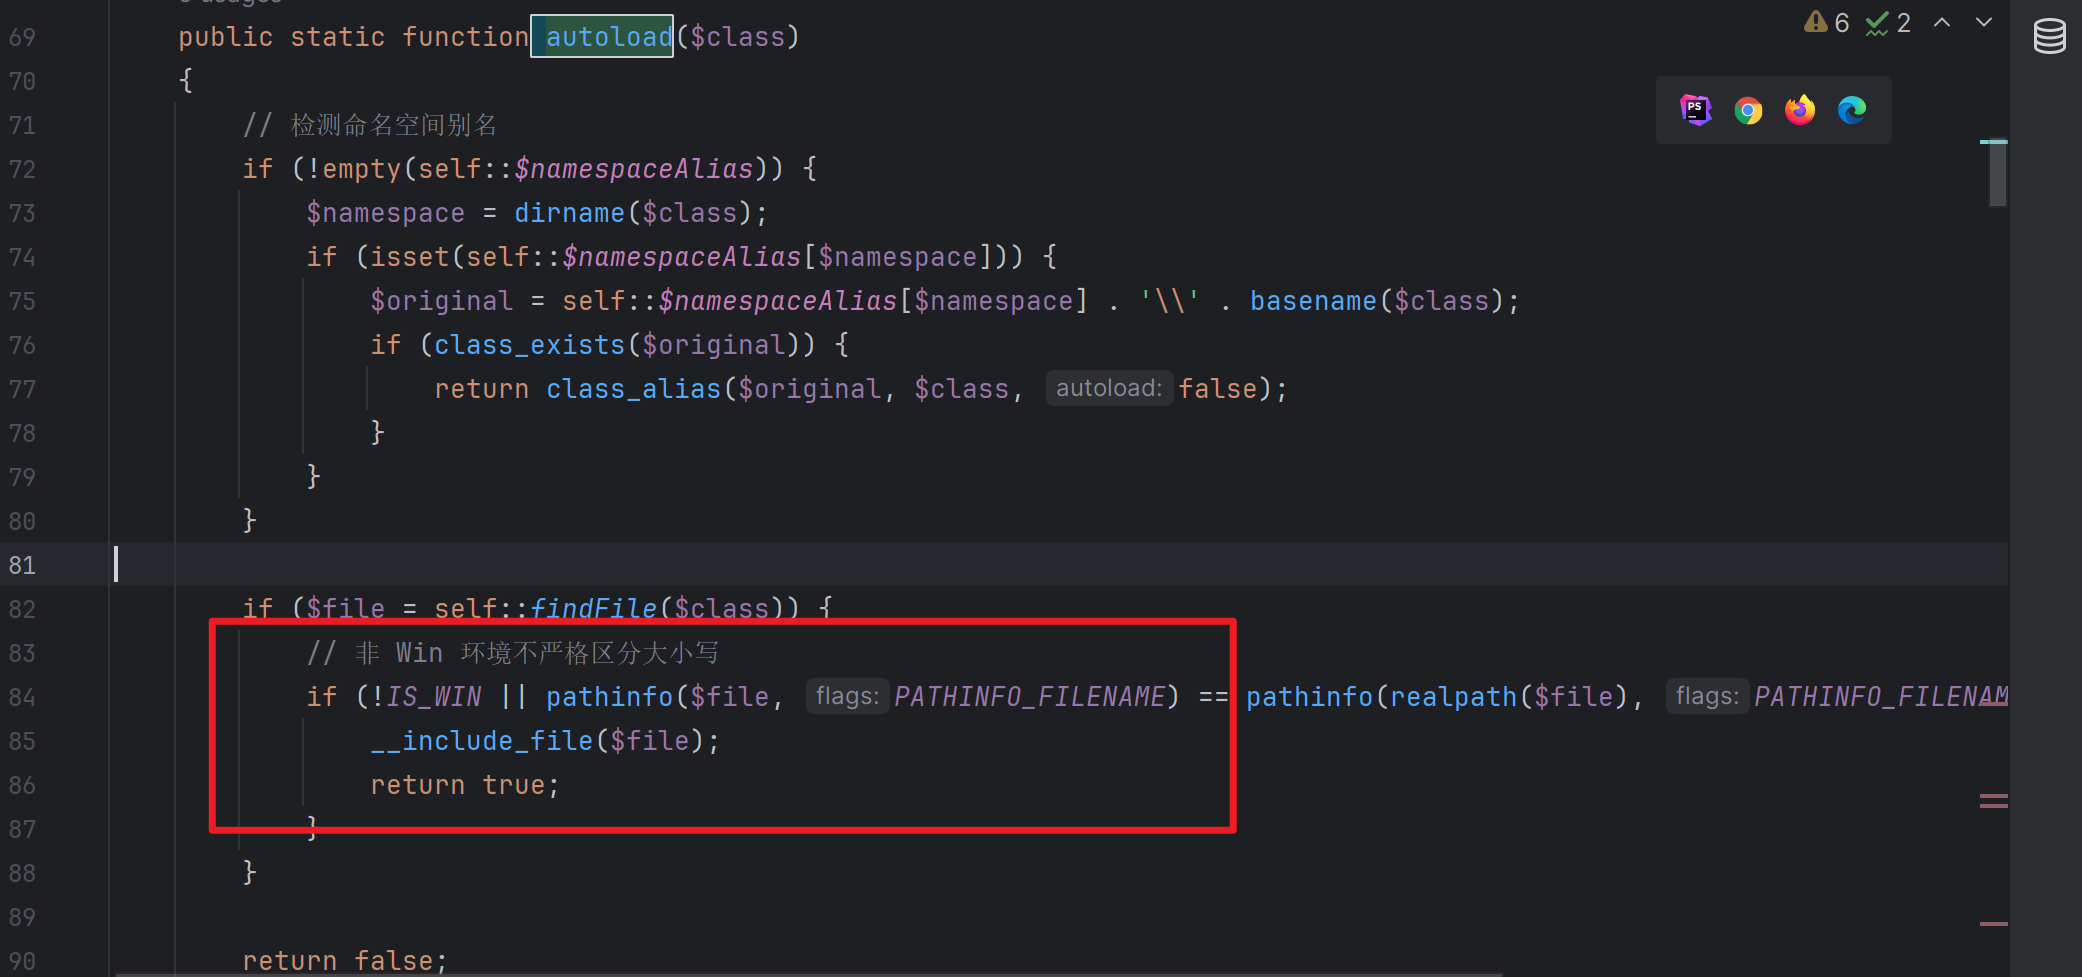 69 public static function autoload($class)
6 2
70 {
PS
71 // 检测命名空间别名
72 if (!empty(self::$namespaceAlias)) {
73 $namespace = dirname($class);
74 if (isset(self::$namespaceAlias[$namespace])) {
75 $original = self::$namespaceAlias[$namespace] . '\\' . basename($class);
76 if (class_exists($original)) {
77 return class_alias($original, $class, autoload: false);
78 }
79 }
80 }
81
82 if ($file = self::findFile($class)) {
83 // 非 Win 环境不严格区分大小写
84 if (!IS_WIN || pathinfo($file, flags: PATHINFO_FILENAME) == pathinfo(realpath($file), flags: PATHINFO_FILENAM
85 __include_file($file);
86 return true;
87 }
88 }
89
90 return false;